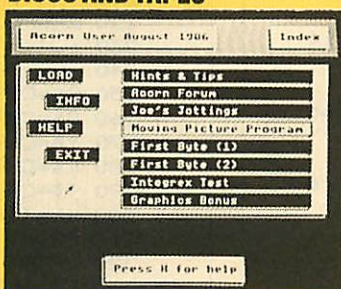 DISCS AND TAPES
Acorn User August 1986
Index
LOAD
INFO
HELP
EXIT
Hints & Tips
Acorn Forum
Joe's Jottings
Moving Picture Program
First Byte (1)
First Byte (2)
Integrex Test
Graphics Bonus
Press H for help